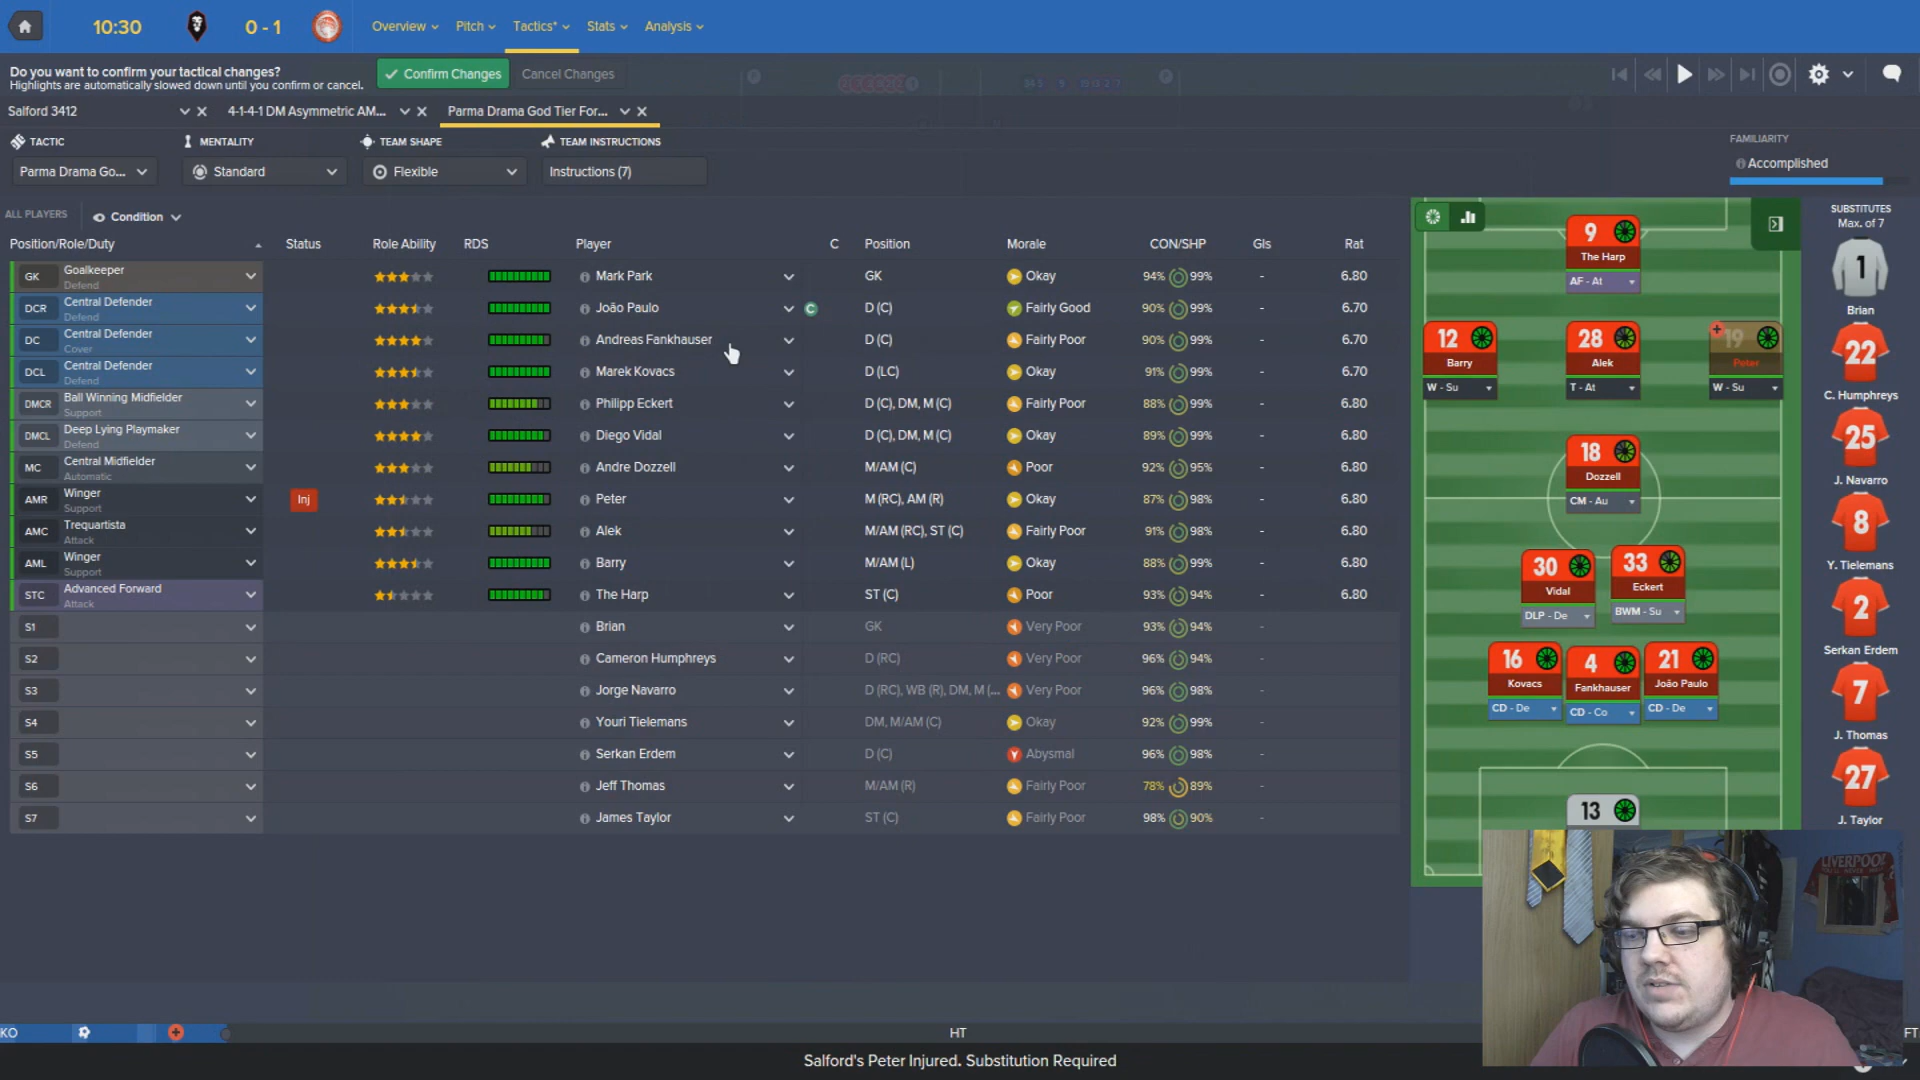 10:30
0 - 1
Overview
Pitch
Tactics*
Stats
Analysis
Do you want to confirm your tactical changes?
Highlights are automatically slowed down until you confirm or cancel.
Confirm Changes
Cancel Changes
Salford 3412
4-1-4-1 DM Asymmetric AM...
Parma Drama God Tier For...
TACTIC
MENTALITY
TEAM SHAPE
TEAM INSTRUCTIONS
FAMILIARITY
Parma Drama Go...
Standard
Flexible
Instructions (7)
Accomplished
ALL PLAYERS
Condition
Position/Role/Duty Status Role Ability RDS Player C Position Morale CON/SHP Gls Rat
GK Goalkeeper Defend Mark Park GK Okay 94% 99% - 6.80
DCR Central Defender Defend João Paulo C D (C) Fairly Good 90% 99% - 6.70
DC Central Defender Cover Andreas Fankhauser D (C) Fairly Poor 90% 99% - 6.70
DCL Central Defender Defend Marek Kovacs D (LC) Okay 91% 99% - 6.70
DMCR Ball Winning Midfielder Support Philipp Eckert D (C), DM, M (C) Fairly Poor 88% 99% - 6.80
DMCL Deep Lying Playmaker Defend Diego Vidal D (C), DM, M (C) Okay 89% 99% - 6.80
MC Central Midfielder Automatic Andre Dozzell M/AM (C) Poor 92% 95% - 6.80
AMR Winger Support Inj Peter M (RC), AM (R) Okay 87% 98% - 6.80
AMC Trequartista Attack Alek M/AM (RC), ST (C) Fairly Poor 91% 98% - 6.80
AML Winger Support Barry M/AM (L) Okay 88% 99% - 6.80
STC Advanced Forward Attack The Harp ST (C) Poor 93% 94% - 6.80
S1 Brian GK Very Poor 93% 94% -
S2 Cameron Humphreys D (RC) Very Poor 96% 94% -
S3 Jorge Navarro D (RC), WB (R), DM, M (... Very Poor 96% 98% -
S4 Youri Tielemans DM, M/AM (C) Okay 92% 99% -
S5 Serkan Erdem D (C) Abysmal 96% 98% -
S6 Jeff Thomas M/AM (R) Fairly Poor 78% 89% -
S7 James Taylor ST (C) Fairly Poor 98% 90% -
9
The Harp
AF - At
12 28 19
Barry Alek Peter
W - Su T - At W - Su
18
Dozzell
CM - Au
30 33
Vidal Eckert
DLP - De BWM - Su
16 4 21
Kovacs Fankhauser João Paulo
CD - De CD - Co CD - De
13
SUBSTITUTES
Max. of 7
1
Brian
22
C. Humphreys
25
J. Navarro
8
Y. Tielemans
2
Serkan Erdem
7
J. Thomas
27
J. Taylor
LIVERPOOL
KO
HT
FT
Salford's Peter Injured. Substitution Required